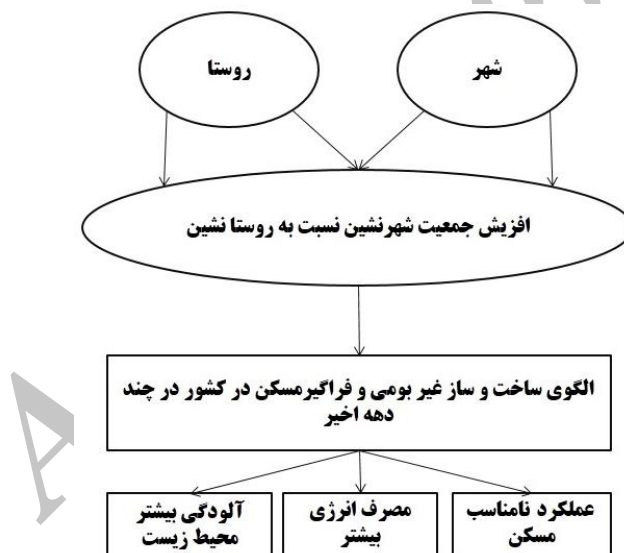 شهر
روستا
افزیش جمعیت شهرنشین نسبت به روستا نشین
الگوی ساخت و ساز غیر بومی و فراگیرمسکن در کشور در چند
دهه اخیر
عملکرد نامناسب
مسکن
مصرف انرژی
بیشتر
آلودگی بیشتر
محیط زیست